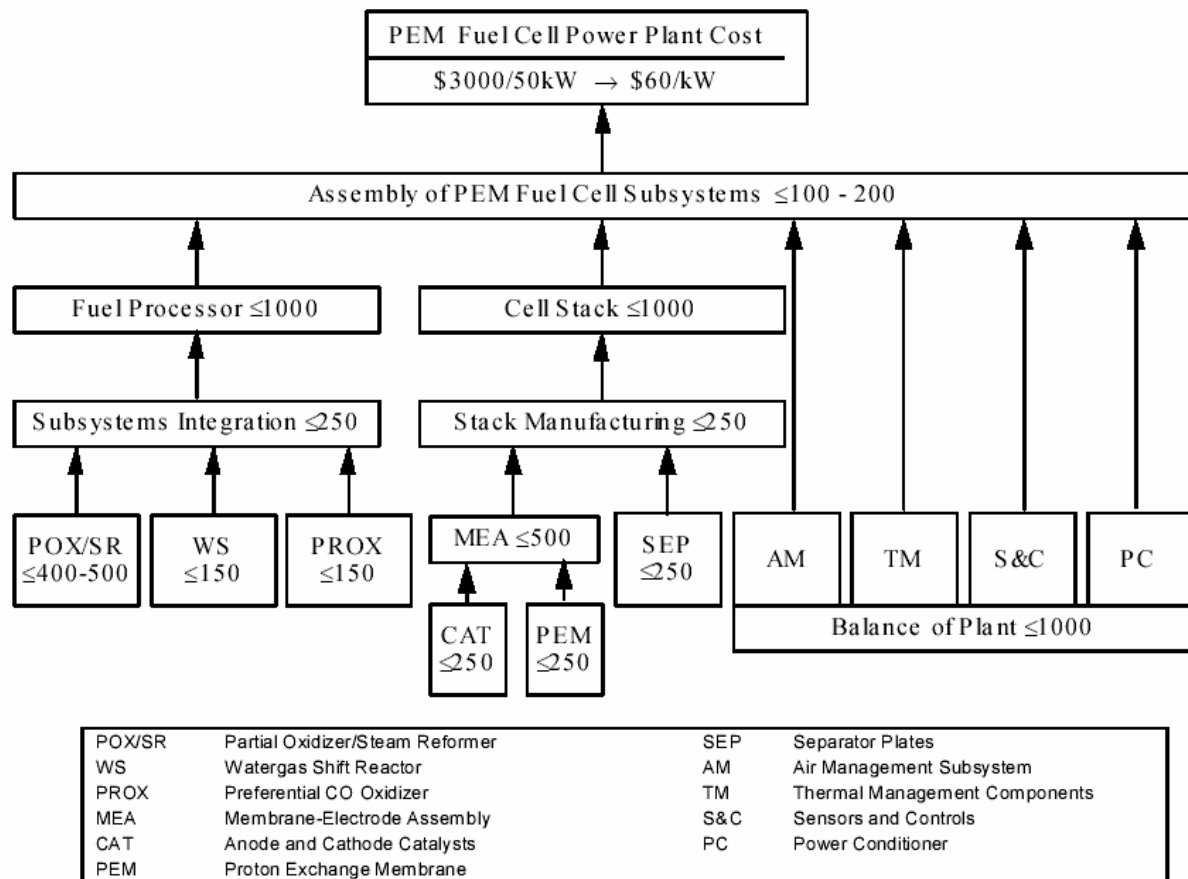 PEM Fuel Cell Power Plant Cost
$3000/50kW → $60/kW
Assembly of PEM Fuel Cell Subsystems ≤100 - 200
Fuel Processor ≤1000
Cell Stack ≤1000
Subsystems Integration ≤250
Stack Manufacturing ≤250
POX/SR
≤400-500
WS
≤150
PROX
≤150
MEA ≤500
CAT
≤250
PEM
≤250
SEP
≤250
AM
TM
S&C
PC
Balance of Plant ≤1000
POX/SR Partial Oxidizer/Steam Reformer
WS Watergas Shift Reactor
PROX Preferential CO Oxidizer
MEA Membrane-Electrode Assembly
CAT Anode and Cathode Catalysts
PEM Proton Exchange Membrane
SEP Separator Plates
AM Air Management Subsystem
TM Thermal Management Components
S&C Sensors and Controls
PC Power Conditioner